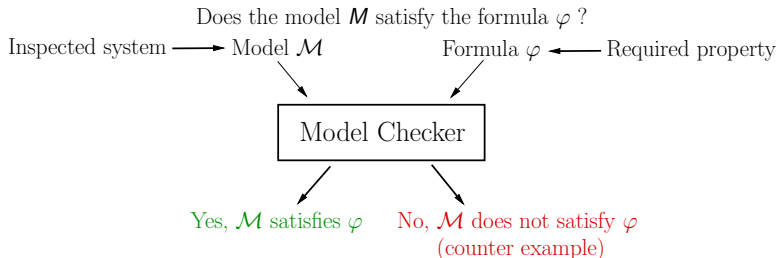 Does the model M satisfy the formula φ ?
Inspected system
Model ℳ
Formula φ
Required property
Model Checker
Yes, ℳ satisfies φ
No, ℳ does not satisfy φ
(counter example)